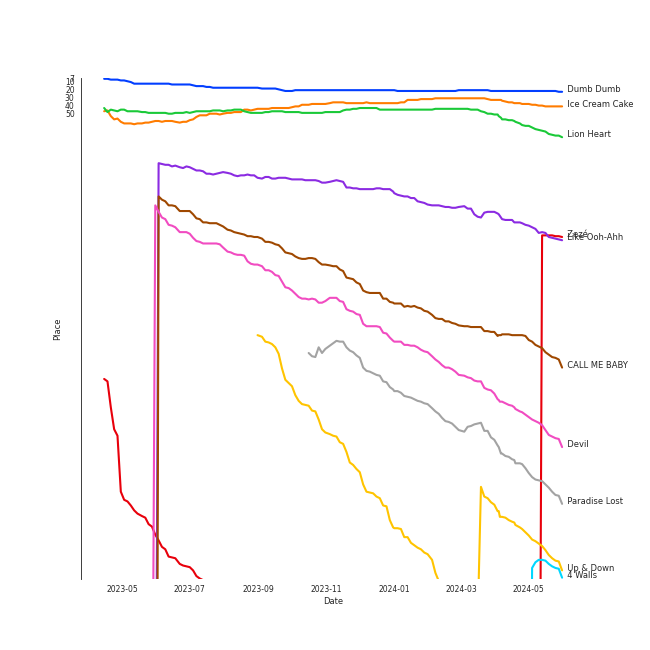 7
10
20
30
40
50
Dumb Dumb
Ice Cream Cake
Lion Heart
Like Ooh-Ahh
CALL ME BABY
Devil
Paradise Lost
Up & Down
4 Walls
Place
2023-05 2023-07 2023-09 2023-11 2024-01 2024-03 2024-05
Date